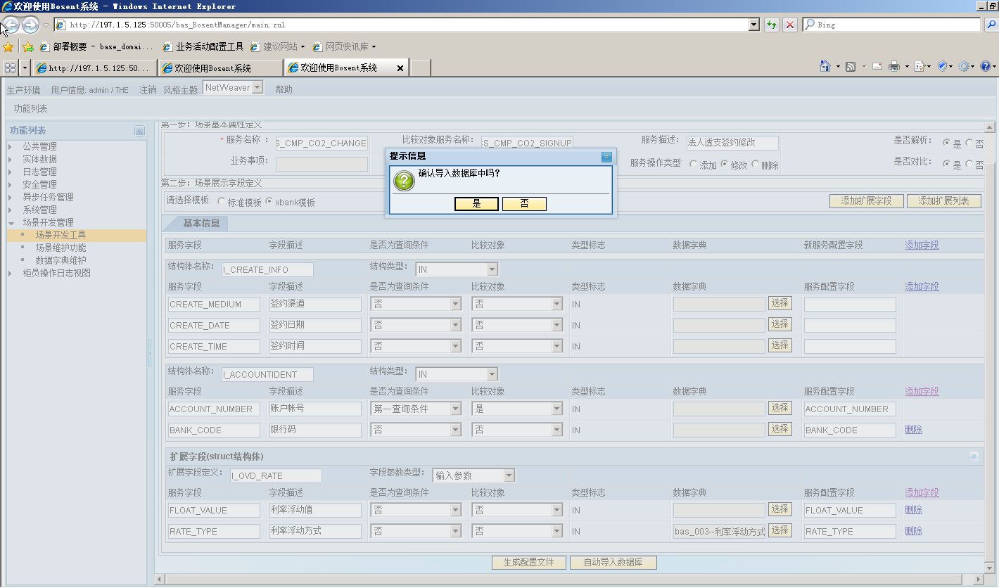 欢迎使用Bosent系统 - Windows Internet Explorer
http://197.1.5.125:50005/bas_BosentManager/main.zul
Bing
部署概要 - base_domai... 业务活动配置工具 建议网站 网页快讯库
http://197.1.5.125:50... 欢迎使用Bosent系统 欢迎使用Bosent系统
生产环境 用户信息: admin / THE 注销 风格主题: NetWeaver 帮助
功能列表
功能列表
公共管理
实体数据
日志管理
安全管理
异步任务管理
系统管理
场景开发管理
场景开发工具
场景维护功能
数据字典维护
柜员操作日志视图
第一步：场景基本属性定义
* 服务名称 : S_CMP_CO2_CHANGE 比较对象服务名称: S_CMP_CO2_SIGNUP 服务描述: 法人透支签约修改 是否解析: 是 否
业务事项: 服务操作类型: 添加 修改 删除 是否对比: 是 否
提示信息
确认导入数据库中吗?
是 否
第二步：场景展示字段定义
请选择模板: 标准模板 xbank模板 添加扩展字段 添加扩展列表
基本信息
服务字段 字段描述 是否为查询条件 比较对象 类型标志 数据字典 新服务配置字段 添加字段
结构体名称: I_CREATE_INFO 结构类型: IN
服务字段 字段描述 是否为查询条件 比较对象 类型标志 数据字典 服务配置字段 添加字段
CREATE_MEDIUM 签约渠道 否 否 IN 选择
CREATE_DATE 签约日期 否 否 IN 选择
CREATE_TIME 签约时间 否 否 IN 选择
结构体名称: I_ACCOUNTIDENT 结构类型: IN
服务字段 字段描述 是否为查询条件 比较对象 类型标志 数据字典 服务配置字段 添加字段
ACCOUNT_NUMBER 账户帐号 第一查询条件 是 IN 选择 ACCOUNT_NUMBER
BANK_CODE 银行码 否 否 IN 选择 BANK_CODE 删除
扩展字段(struct结构体)
扩展字段定义: I_OVD_RATE 字段参数类型: 输入参数
服务字段 字段描述 是否为查询条件 比较对象 类型标志 数据字典 服务配置字段 添加字段
FLOAT_VALUE 利率浮动值 否 否 IN 选择 FLOAT_VALUE 删除
RATE_TYPE 利率浮动方式 否 否 IN bas_003--利率浮动方式 选择 RATE_TYPE 删除
生成配置文件 自动导入数据库